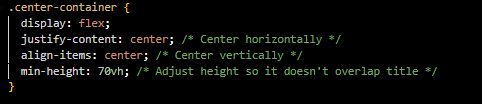 .center-container {
  display: flex;
  justify-content: center; /* Center horizontally */
  align-items: center; /* Center vertically */
  min-height: 70vh; /* Adjust height so it doesn't overlap title */
}